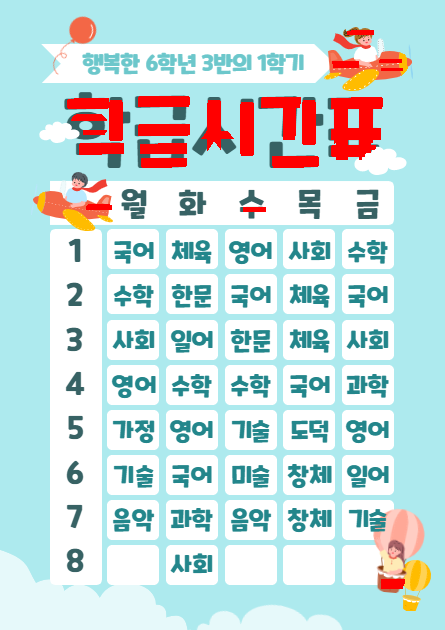 행복한 6학년 3반의 1학기
학급시간표
월 화 수 목 금
1 국어 체육 영어 사회 수학
2 수학 한문 국어 체육 국어
3 사회 일어 한문 체육 사회
4 영어 수학 수학 국어 과학
5 가정 영어 기술 도덕 영어
6 기술 국어 미술 창체 일어
7 음악 과학 음악 창체 기술
8 사회